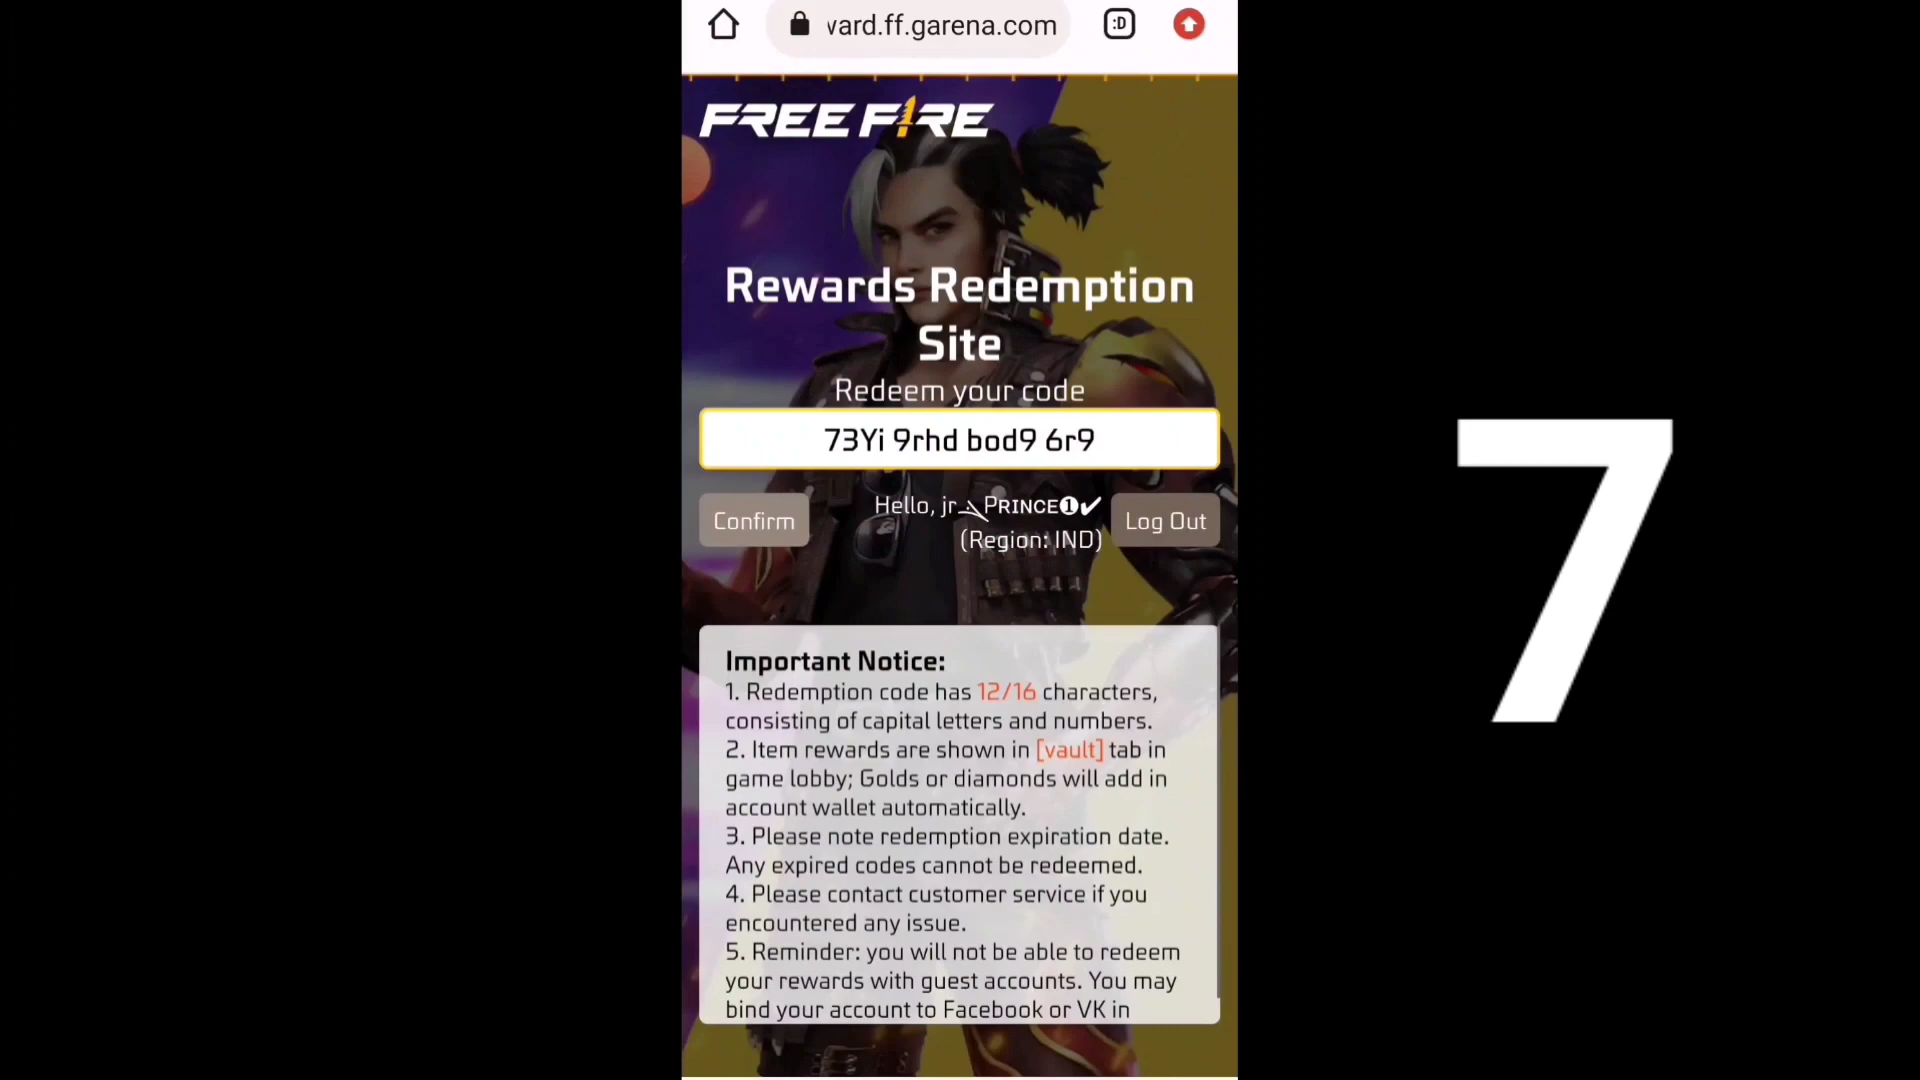 :D
vard.ff.garena.com
FREE FIRE
Rewards Redemption
Site
Redeem your code
73Yi 9rhd bod9 6r9
Confirm
Hello, jr ⁔ Pʀɪɴᴄᴇ❶✔
(Region: IND)
Log Out
Important Notice:
1. Redemption code has 12/16 characters,
consisting of capital letters and numbers.
2. Item rewards are shown in [vault] tab in
game lobby; Golds or diamonds will add in
account wallet automatically.
3. Please note redemption expiration date.
Any expired codes cannot be redeemed.
4. Please contact customer service if you
encountered any issue.
5. Reminder: you will not be able to redeem
your rewards with guest accounts. You may
bind your account to Facebook or VK in
7